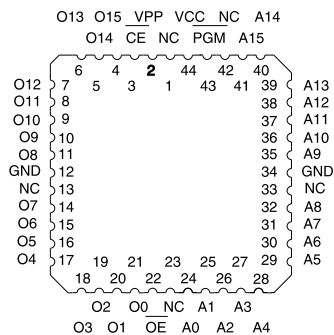 O13 O15 VPP VCC NC A14
O14 CE NC PGM A15
6 4 2 44 42 40
5 3 1 43 41
O12 7 39 A13
O11 8 38 A12
O10 9 37 A11
O9 10 36 A10
O8 11 35 A9
GND 12 34 GND
NC 13 33 NC
O7 14 32 A8
O6 15 31 A7
O5 16 30 A6
O4 17 29 A5
19 21 23 25 27
18 20 22 24 26 28
O2 O0 NC A1 A3
O3 O1 OE A0 A2 A4